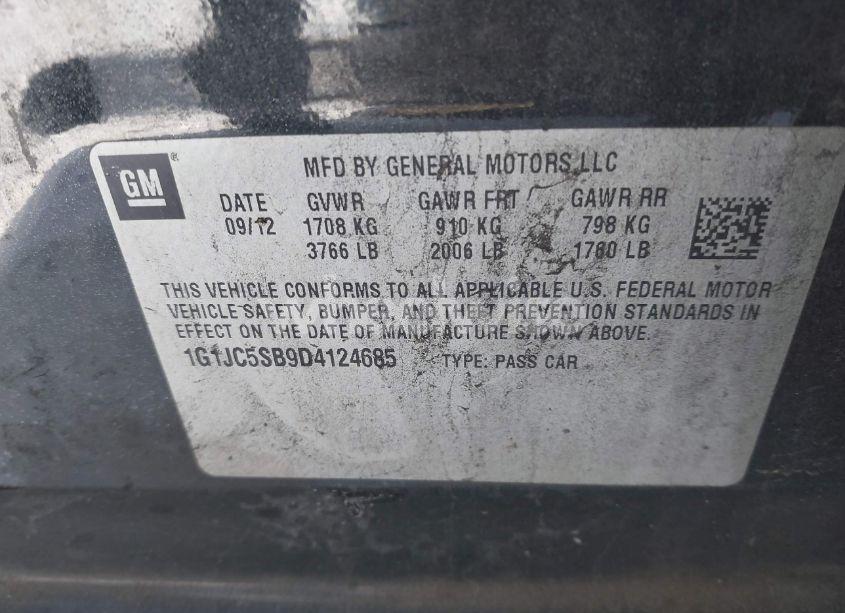 GM
MFD BY GENERAL MOTORS LLC
DATE GVWR GAWR FRT GAWR RR
09/12 1708 KG 910 KG 798 KG
3766 LB 2006 LB 1760 LB
THIS VEHICLE CONFORMS TO ALL APPLICABLE U.S. FEDERAL MOTOR
VEHICLE SAFETY, BUMPER, AND THEFT PREVENTION STANDARDS IN
EFFECT ON THE DATE OF MANUFACTURE SHOWN ABOVE.
1G1JC5SB9D4124685 TYPE: PASS CAR